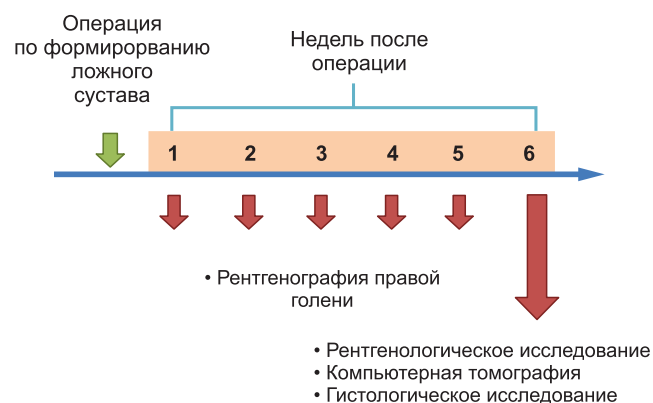 Операция
по формирорванию
ложного
сустава
Недель после
операции
1 2 3 4 5 6
• Рентгенография правой
голени
• Рентгенологическое исследование
• Компьютерная томография
• Гистологическое исследование